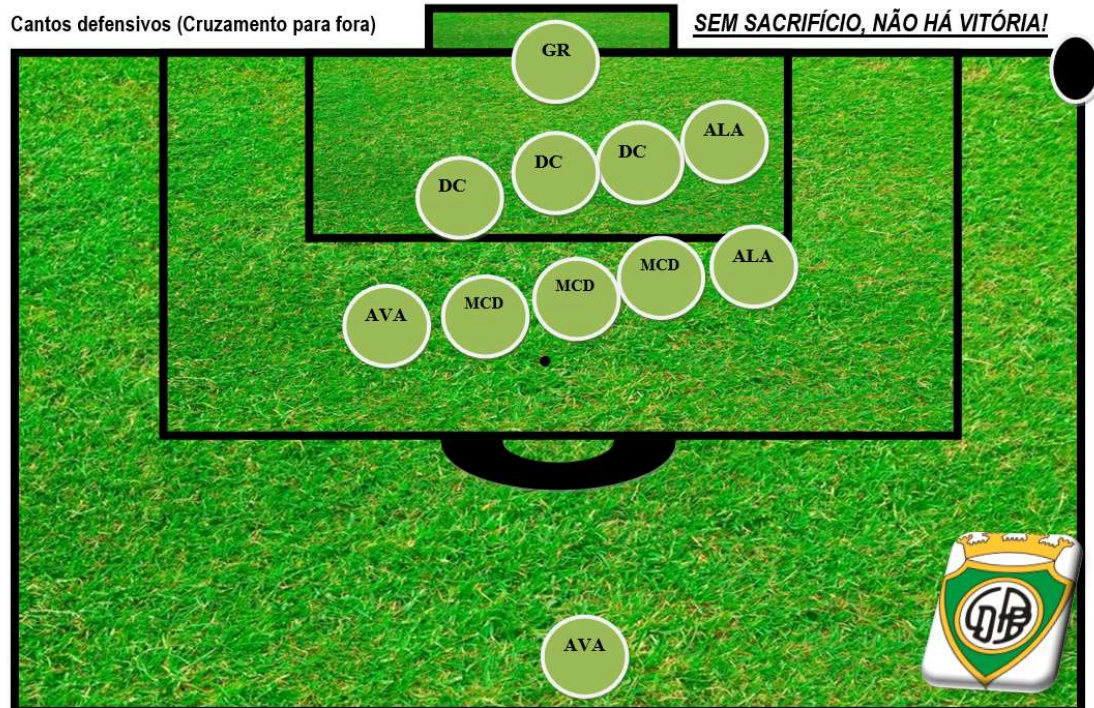 Cantos defensivos (Cruzamento para fora)
SEM SACRIFÍCIO, NÃO HÁ VITÓRIA!
GR
ALA
DC
DC
DC
ALA
MCD
MCD
MCD
AVA
AVA